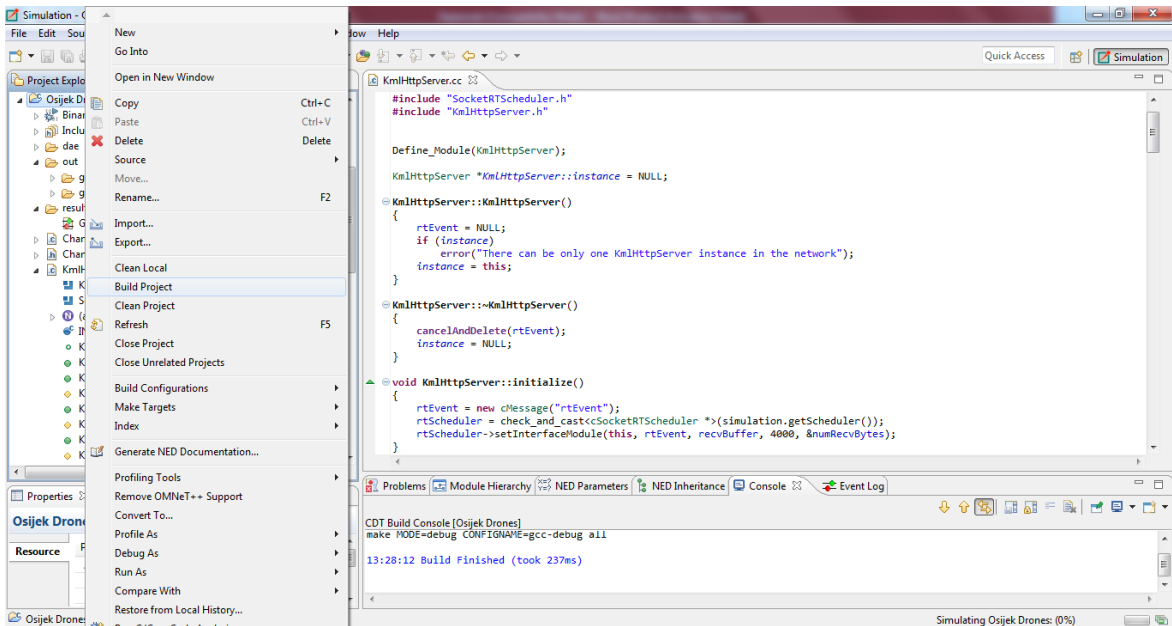 Simulation - C
File Edit Sou
dow Help
Quick Access
Simulation
Project Explo
Osijek D
Binar
Inclu
dae
out
g
g
result
G
Char
Char
KmlH
K
S
(a
IN
K
K
K
K
K
K
K
K
New
Go Into
Open in New Window
Copy Ctrl+C
Paste Ctrl+V
Delete Delete
Source
Move...
Rename... F2
Import...
Export...
Clean Local
Build Project
Clean Project
Refresh F5
Close Project
Close Unrelated Projects
Build Configurations
Make Targets
Index
Generate NED Documentation...
Profiling Tools
Remove OMNeT++ Support
Convert To...
Profile As
Debug As
Run As
Compare With
Restore from Local History...
KmlHttpServer.cc
#include "SocketRTScheduler.h"
#include "KmlHttpServer.h"
Define_Module(KmlHttpServer);
KmlHttpServer *KmlHttpServer::instance = NULL;
KmlHttpServer::KmlHttpServer()
{
rtEvent = NULL;
if (instance)
error("There can be only one KmlHttpServer instance in the network");
instance = this;
}
KmlHttpServer::~KmlHttpServer()
{
cancelAndDelete(rtEvent);
instance = NULL;
}
void KmlHttpServer::initialize()
{
rtEvent = new cMessage("rtEvent");
rtScheduler = check_and_cast<cSocketRTScheduler *>(simulation.getScheduler());
rtScheduler->setInterfaceModule(this, rtEvent, recvBuffer, 4000, &numRecvBytes);
}
Properties
Osijek Drone
Resource P
Problems Module Hierarchy NED Parameters NED Inheritance Console Event Log
CDT Build Console [Osijek Drones]
make MODE=debug CONFIGNAME=gcc-debug all
13:28:12 Build Finished (took 237ms)
Osijek Drones
Simulating Osijek Drones: (0%)